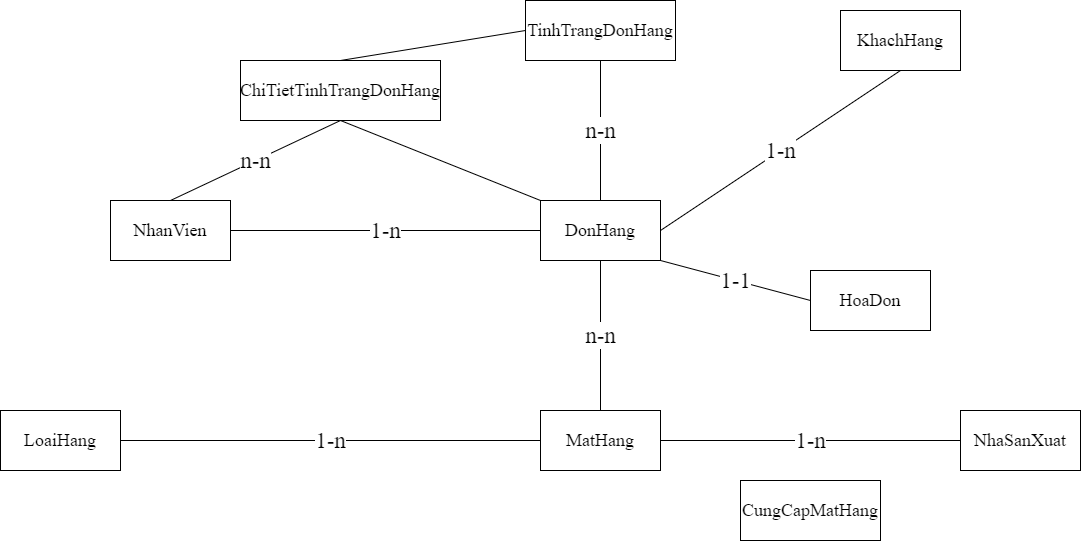 TinhTrangDonHang
KhachHang
ChiTietTinhTrangDonHang
n-n
1-n
n-n
NhanVien
1-n
DonHang
1-1
HoaDon
n-n
LoaiHang
1-n
MatHang
1-n
NhaSanXuat
CungCapMatHang